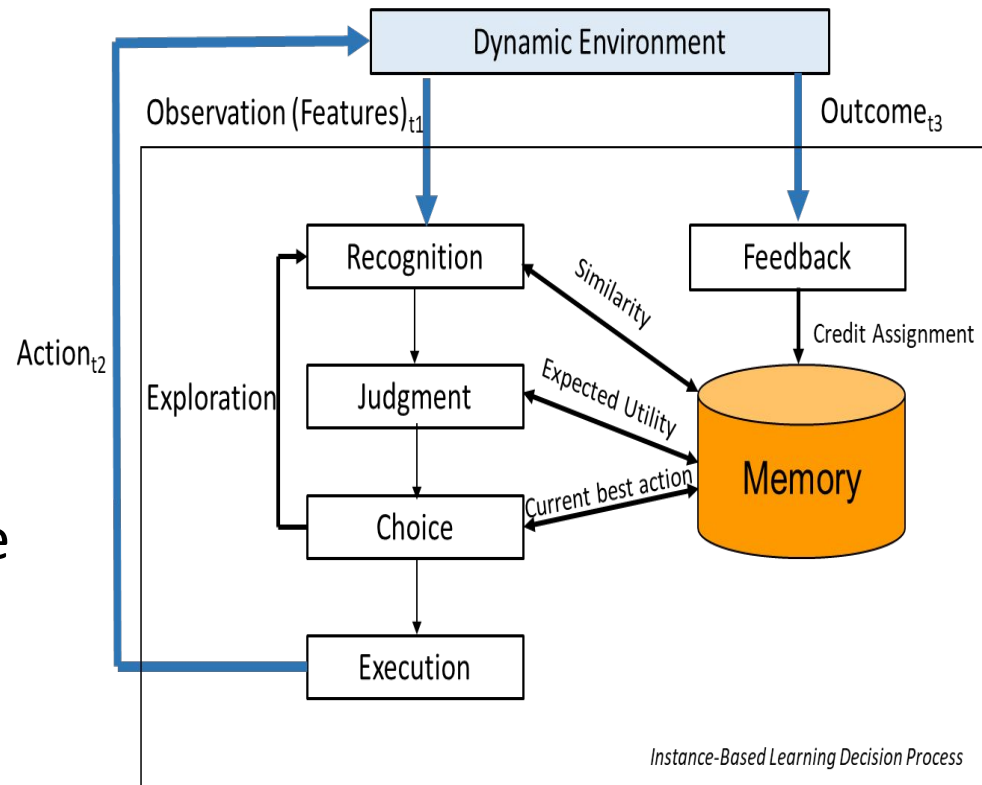 Dynamic Environment
Observation (Features)t1
Outcomet3
Recognition
Feedback
Similarity
Credit Assignment
Actiont2
Exploration
Judgment
Expected Utility
Memory
Current best action
Choice
e
Execution
Instance-Based Learning Decision Process